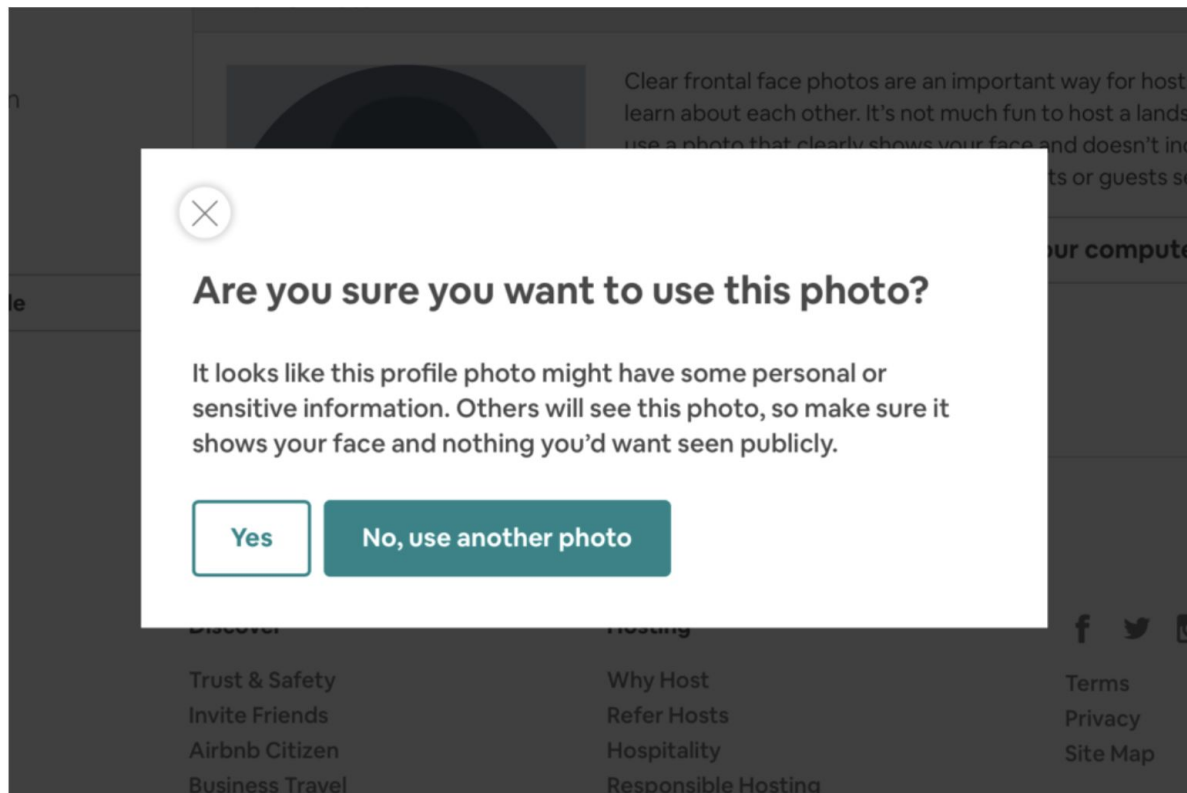 n
Clear frontal face photos are an important way for host
learn about each other. It's not much fun to host a lands
use a photo that clearly shows your face and doesn't inc
ts or guests se
our compute
le
Are you sure you want to use this photo?
It looks like this profile photo might have some personal or
sensitive information. Others will see this photo, so make sure it
shows your face and nothing you'd want seen publicly.
Yes
No, use another photo
Discover
Hosting
Trust & Safety
Why Host
Terms
Invite Friends
Refer Hosts
Privacy
Airbnb Citizen
Hospitality
Site Map
Business Travel
Responsible Hosting